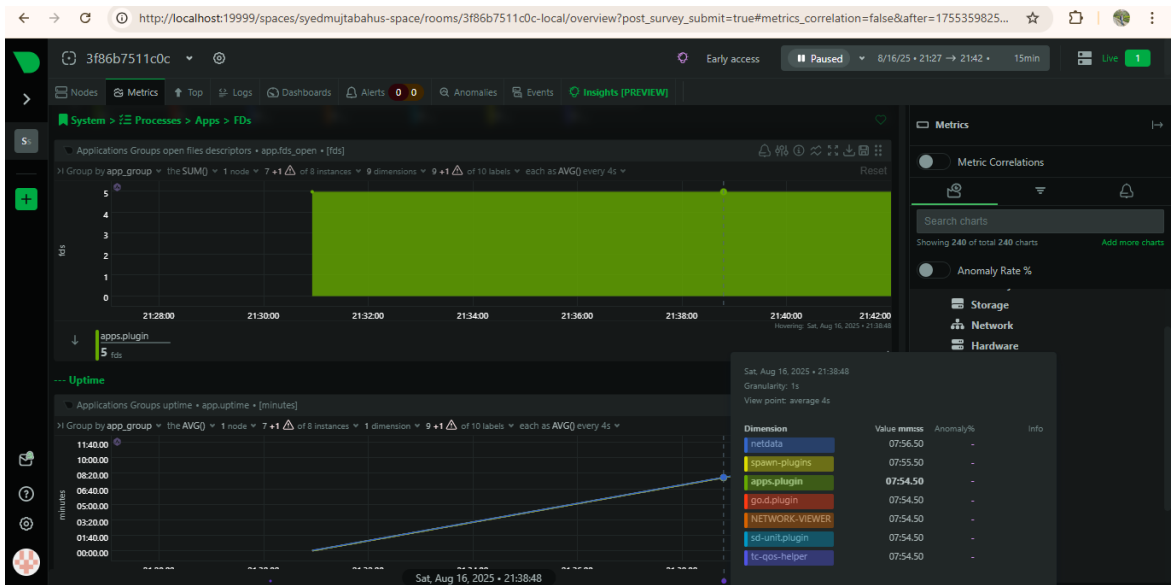 http://localhost:19999/spaces/syedmujtabahus-space/rooms/3f86b7511c0c-local/overview?post_survey_submit=true#metrics_correlation=false&after=1755359825...
3f86b7511c0c
Early access
Paused
8/16/25 • 21:27 → 21:42 •
15min
Live
1
Nodes
Metrics
Top
Logs
Dashboards
Alerts
0
0
Anomalies
Events
Insights [PREVIEW]
Ss
System > Processes > Apps > FDs
Applications Groups open files descriptors • app.fds_open • [fds]
Group by app_group the SUM() 1 node 7 +1 of 8 instances 9 dimensions 9 +1 of 10 labels each as AVG() every 4s
Reset
5
4
3
2
1
0
fds
21:28:00
21:30:00
21:32:00
21:34:00
21:36:00
21:38:00
21:40:00
21:42:00
Hovering: Sat, Aug 16, 2025 • 21:38:48
apps.plugin
5 fds
--- Uptime
Applications Groups uptime • app.uptime • [minutes]
Group by app_group the AVG() 1 node 7 +1 of 8 instances 1 dimension 9 +1 of 10 labels each as AVG() every 4s
11:40.00
10:00.00
08:20.00
06:40.00
05:00.00
03:20.00
01:40.00
00:00.00
minutes
Sat, Aug 16, 2025 • 21:38:48
Metrics
Metric Correlations
Search charts
Showing 240 of total 240 charts
Add more charts
Anomaly Rate %
Storage
Network
Hardware
Sat, Aug 16, 2025 • 21:38:48
Granularity: 1s
View point: average 4s
Dimension Value mm:ss Anomaly% Info
netdata 07:56.50 -
spawn-plugins 07:55.50 -
apps.plugin 07:54.50 -
go.d.plugin 07:54.50 -
NETWORK-VIEWER 07:54.50 -
sd-unit.plugin 07:54.50 -
tc-qos-helper 07:54.50 -